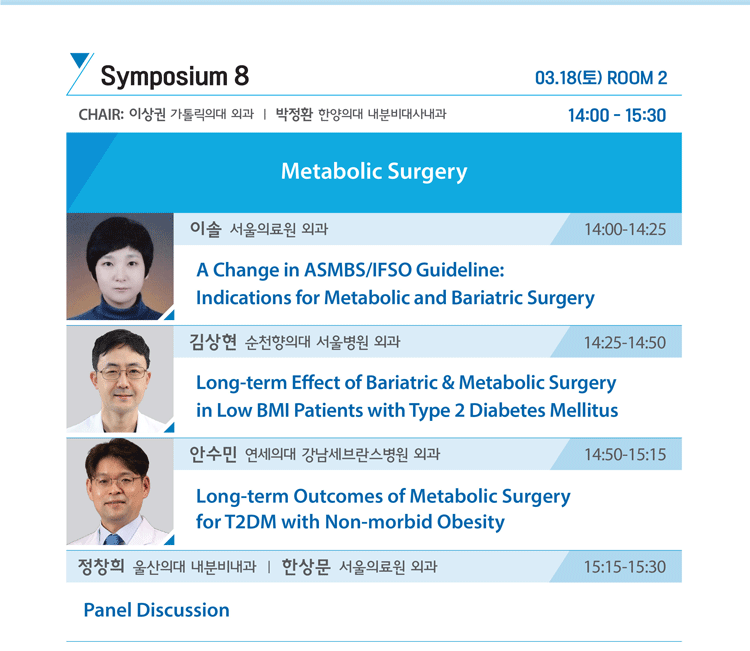 Symposium 8
03.18(토) ROOM 2
CHAIR: 이상권 가톨릭의대 외과 | 박정환 한양의대 내분비대사내과
14:00 - 15:30
Metabolic Surgery
이솔 서울의료원 외과
14:00-14:25
A Change in ASMBS/IFSO Guideline:
Indications for Metabolic and Bariatric Surgery
김상현 순천향의대 서울병원 외과
14:25-14:50
Long-term Effect of Bariatric & Metabolic Surgery
in Low BMI Patients with Type 2 Diabetes Mellitus
안수민 연세의대 강남세브란스병원 외과
14:50-15:15
Long-term Outcomes of Metabolic Surgery
for T2DM with Non-morbid Obesity
정창희 울산의대 내분비내과 | 한상문 서울의료원 외과
15:15-15:30
Panel Discussion